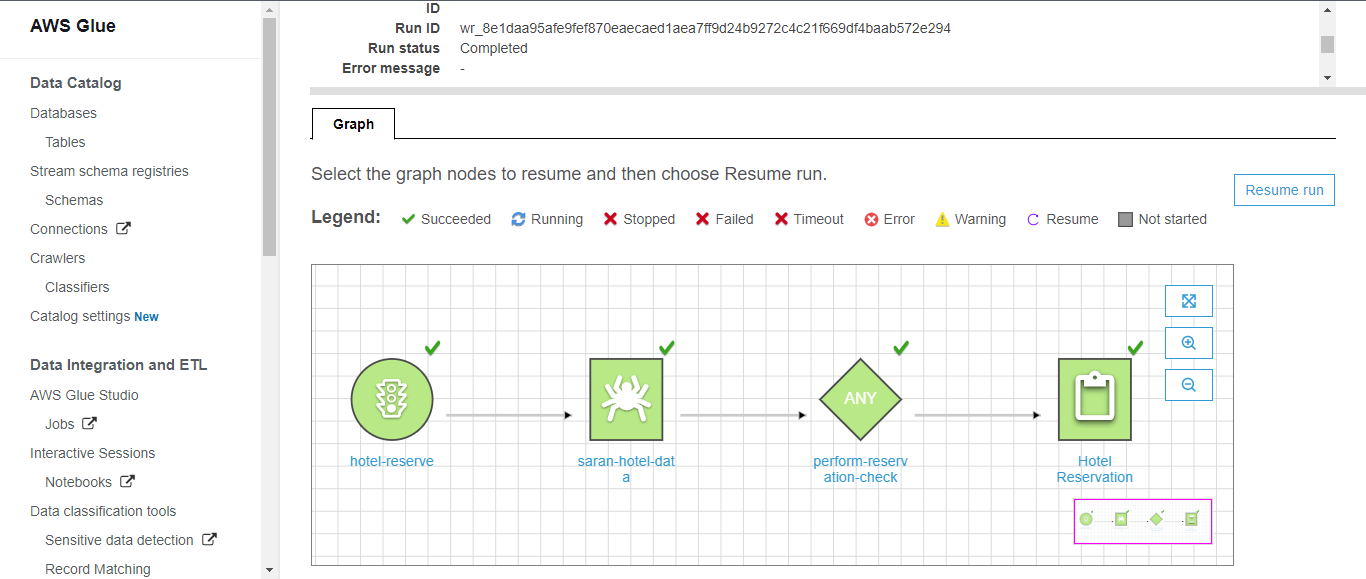 AWS Glue
Data Catalog
Databases
Tables
Stream schema registries
Schemas
Connections
Crawlers
Classifiers
Catalog settings New
Data Integration and ETL
AWS Glue Studio
Jobs
Interactive Sessions
Notebooks
Data classification tools
Sensitive data detection
Record Matching
ID
Run ID wr_8e1daa95afe9fef870eaecaed1aea7ff9d24b9272c4c21f669df4baab572e294
Run status Completed
Error message -
Graph
Select the graph nodes to resume and then choose Resume run.
Resume run
Legend: Succeeded Running Stopped Failed Timeout Error Warning Resume Not started
ANY
hotel-reserve
saran-hotel-dat
a
perform-reserv
ation-check
Hotel
Reservation